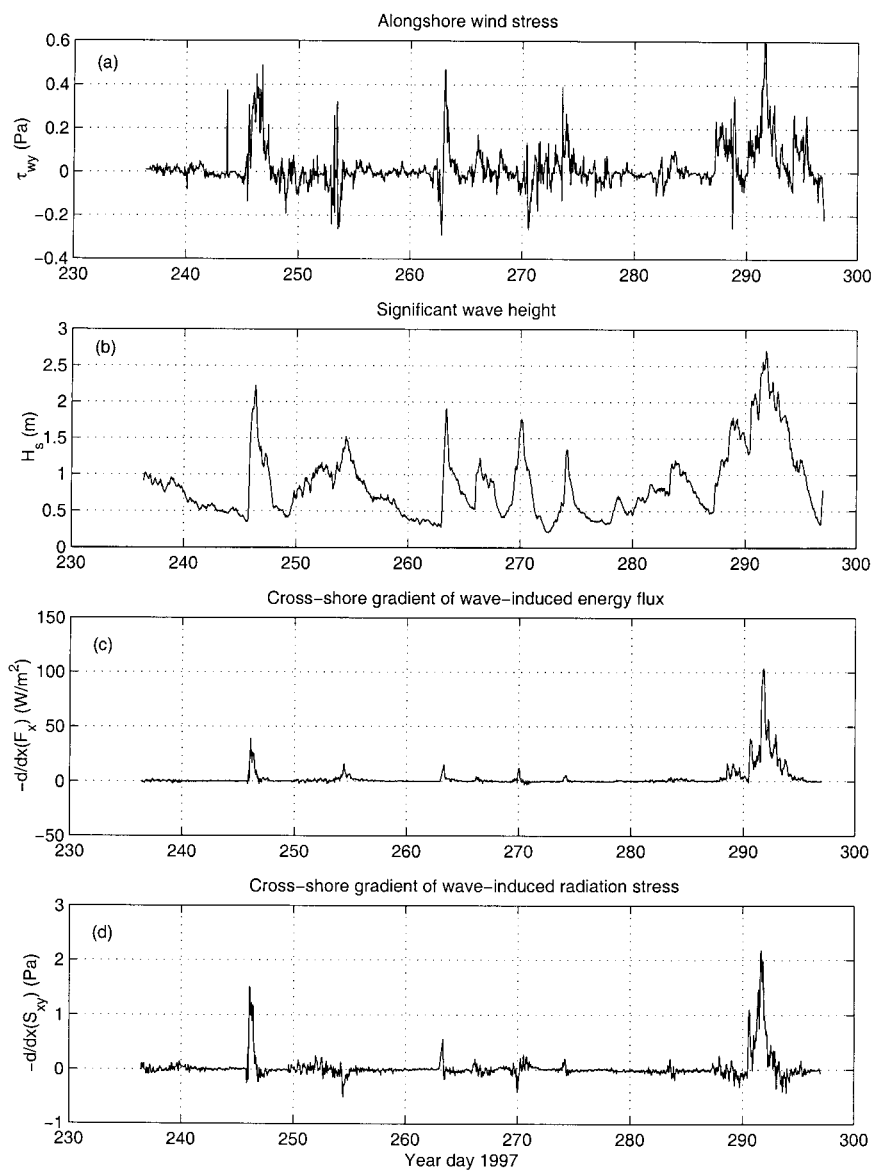 Alongshore wind stress
(a)
τwy (Pa)
0.6
0.4
0.2
0
−0.2
−0.4
230 240 250 260 270 280 290 300
Significant wave height
(b)
Hs (m)
3
2.5
2
1.5
1
0.5
0
230 240 250 260 270 280 290 300
Cross−shore gradient of wave−induced energy flux
(c)
−d/dx(Fx) (W/m²)
150
100
50
0
−50
230 240 250 260 270 280 290 300
Cross−shore gradient of wave−induced radiation stress
(d)
−d/dx(Sxy) (Pa)
3
2
1
0
−1
230 240 250 260 270 280 290 300
Year day 1997